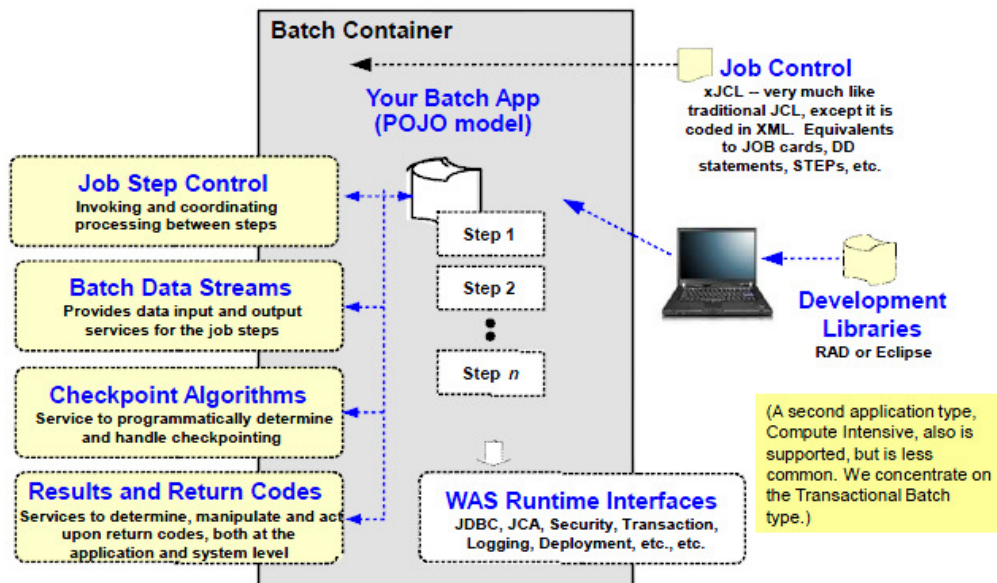 Batch Container
Your Batch App
(POJO model)
Job Control
xJCL -- very much like
traditional JCL, except it is
coded in XML. Equivalents
to JOB cards, DD
statements, STEPs, etc.
Job Step Control
Invoking and coordinating
processing between steps
Step 1
Batch Data Streams
Provides data input and output
services for the job steps
Step 2
Development
Libraries
RAD or Eclipse
Checkpoint Algorithms
Service to programmatically determine
and handle checkpointing
Step n
(A second application type,
Compute Intensive, also is
supported, but is less
common. We concentrate on
the Transactional Batch
type.)
Results and Return Codes
Services to determine, manipulate and act
upon return codes, both at the
application and system level
WAS Runtime Interfaces
JDBC, JCA, Security, Transaction,
Logging, Deployment, etc., etc.